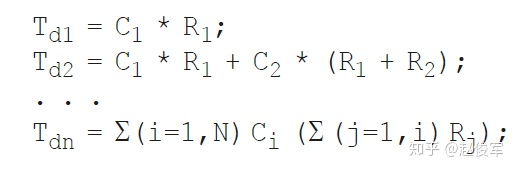 Td1 = C1 * R1;
Td2 = C1 * R1 + C2 * (R1 + R2);
. . .
Tdn = Σ(i=1,N) Ci (Σ (j=1,i) Rj);
知乎 @赵俊军